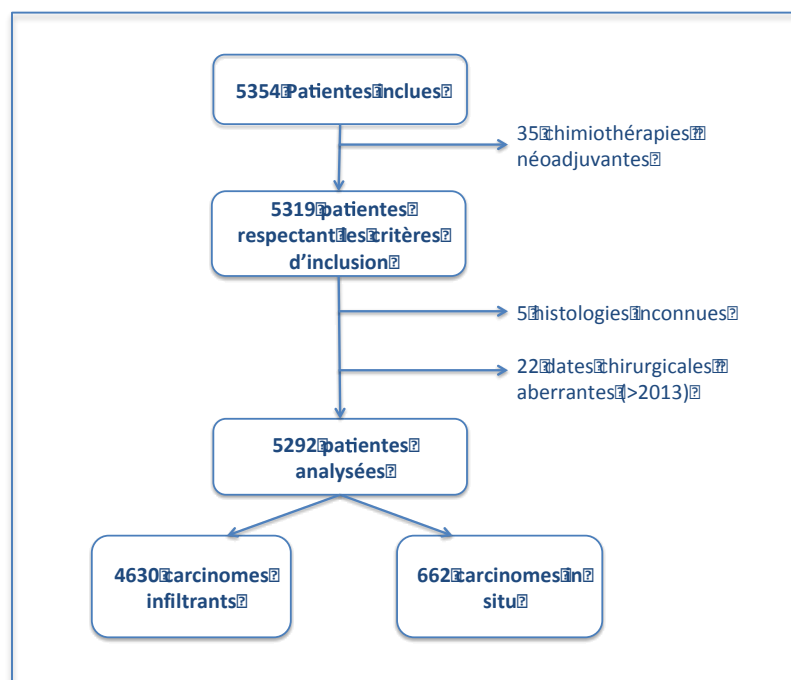 5354 Patientes inclues
35 chimiothérapies
néoadjuvantes
5319 patientes
respectant les critères
d'inclusion
5 histologies inconnues
22 dates chirurgicales
aberrantes (>2013)
5292 patientes
analysées
4630 carcinomes
infiltrants
662 carcinomes in
situ